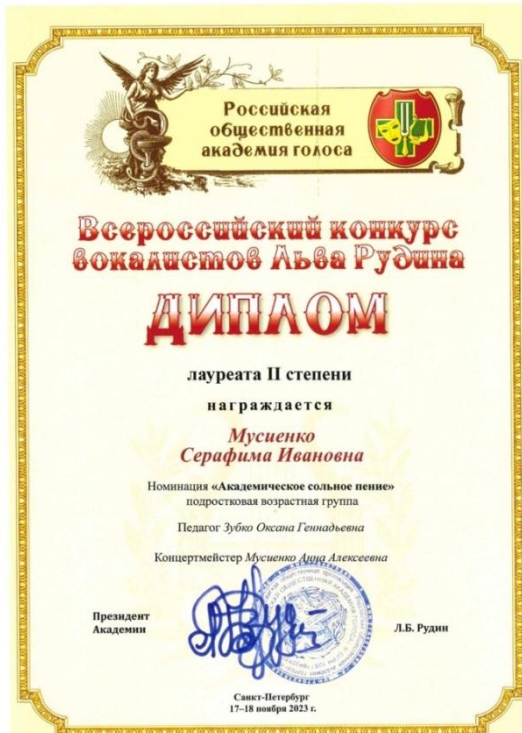 Российская
общественная
академия голоса
Всероссийский конкурс
вокалистов Льва Рудина
ДИПЛОМ
лауреата II степени
награждается
Мусиенко
Серафима Ивановна
Номинация «Академическое сольное пение»
подростковая возрастная группа
Педагог Зубко Оксана Геннадьевна
Концертмейстер Мусиенко Анна Алексеевна
Президент
Академии
Л.Б. Рудин
Санкт-Петербург
17–18 ноября 2023 г.